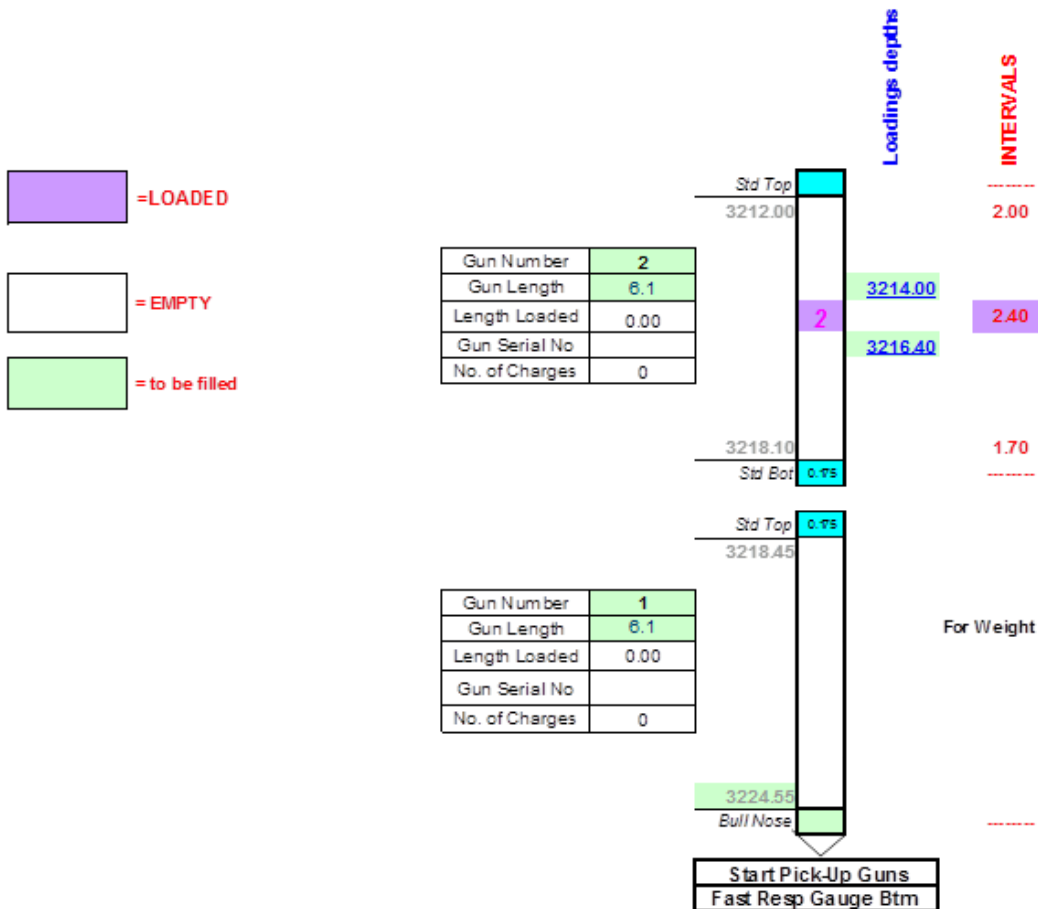 Loadings depths
INTERVALS
=LOADED
= EMPTY
= to be filled
Std Top
--------
3212.00
2.00
Gun Number 2
Gun Length 6.1
Length Loaded 0.00
Gun Serial No
No. of Charges 0
3214.00
2
2.40
3216.40
3218.10
1.70
Std Bot 0.175
--------
Std Top 0.175
3218.45
Gun Number 1
Gun Length 6.1
Length Loaded 0.00
Gun Serial No
No. of Charges 0
For Weight
3224.55
Bull Nose
--------
Start Pick-Up Guns
Fast Resp Gauge Btm